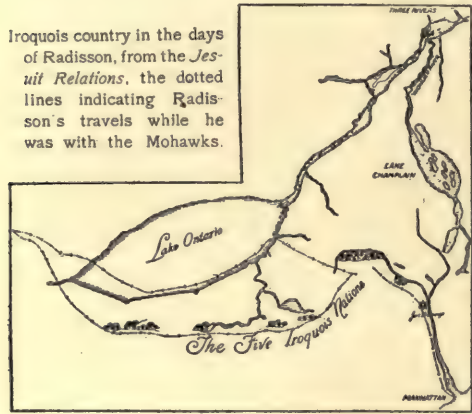 Iroquois country in the days
of Radisson, from the Jes-
uit Relations, the dotted
lines indicating Radis-
son's travels while he
was with the Mohawks.
THREE RIVERS
LAKE
CHAMPLAIN
Lake Ontario
The Five Iroquois Nations
MANHATTAN